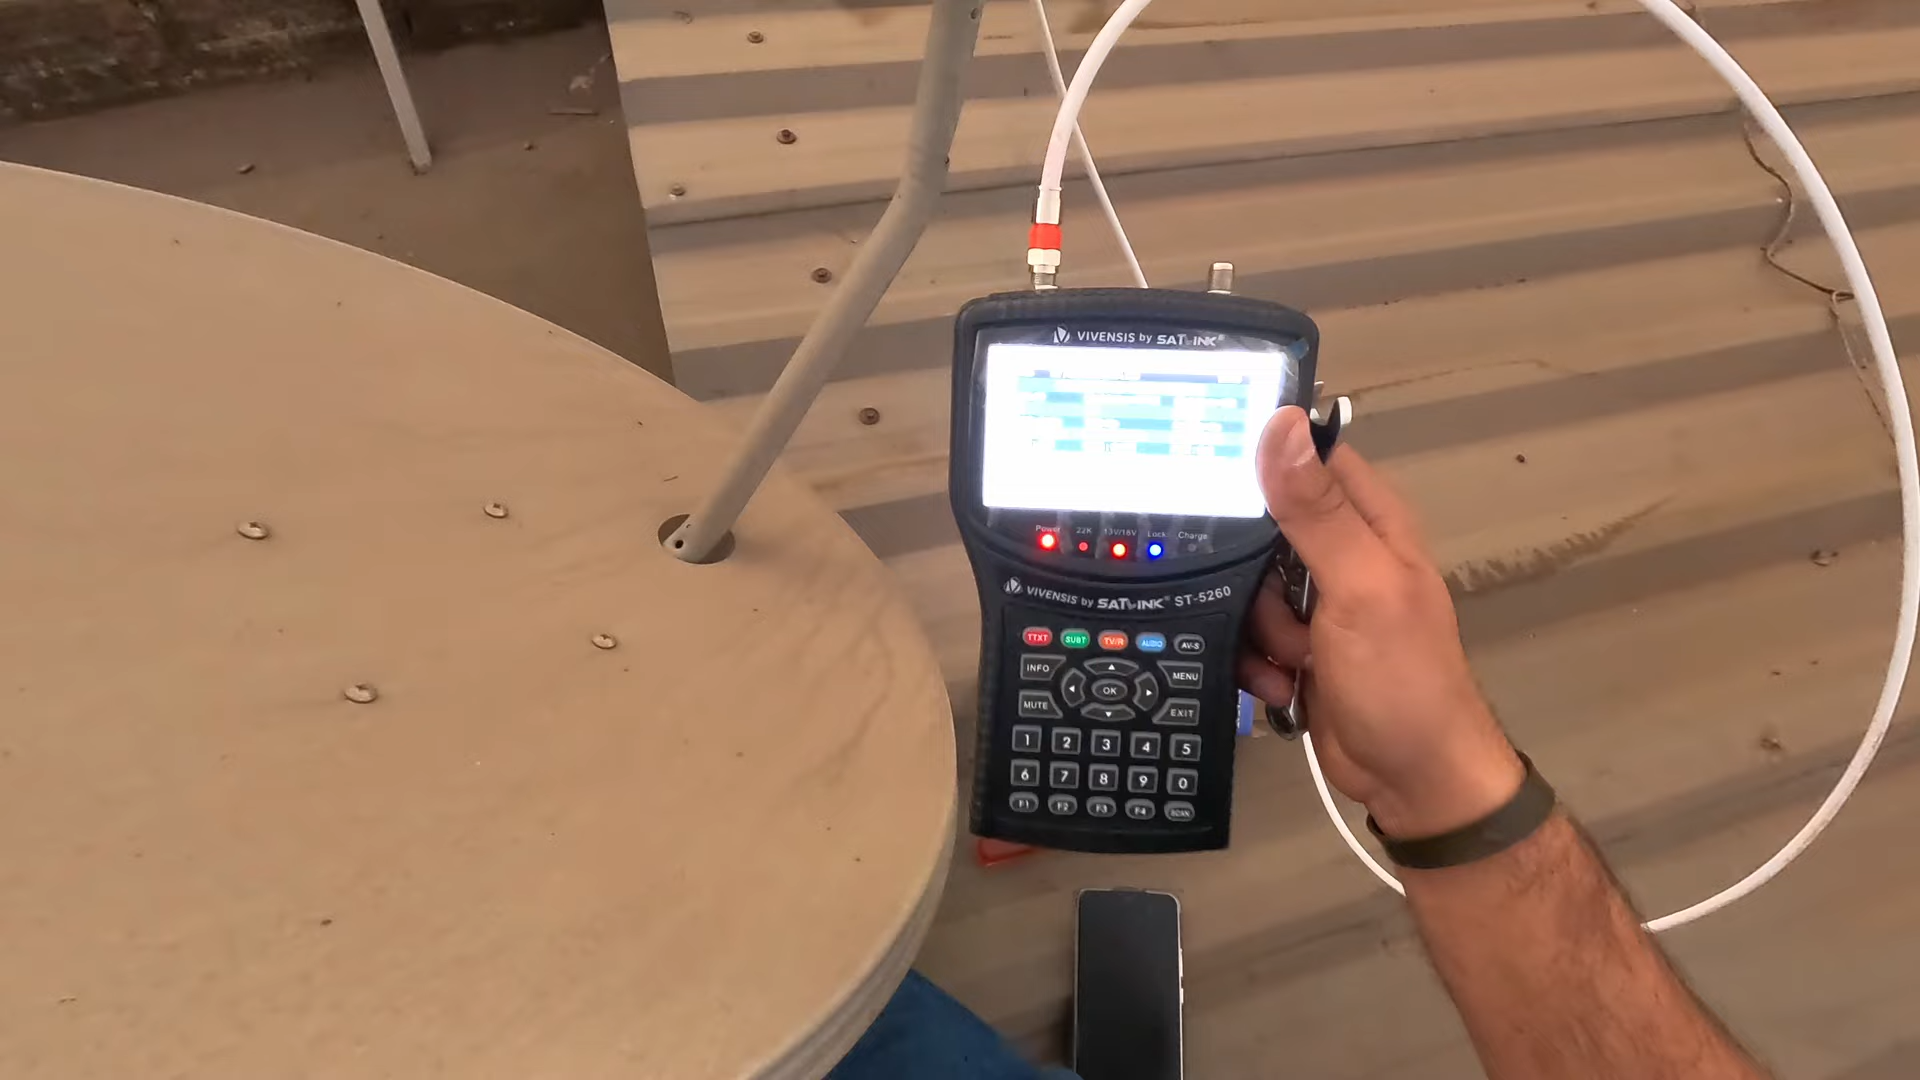 VIVENSIS by SATLINK®
Power 22K 13V/18V Lock Charge
VIVENSIS by SATLINK® ST-5260
TTXT SUBT TV/R AUDIO AV-S
INFO MENU
OK
MUTE EXIT
1 2 3 4 5
6 7 8 9 0
F1 F2 F3 F4 SCAN